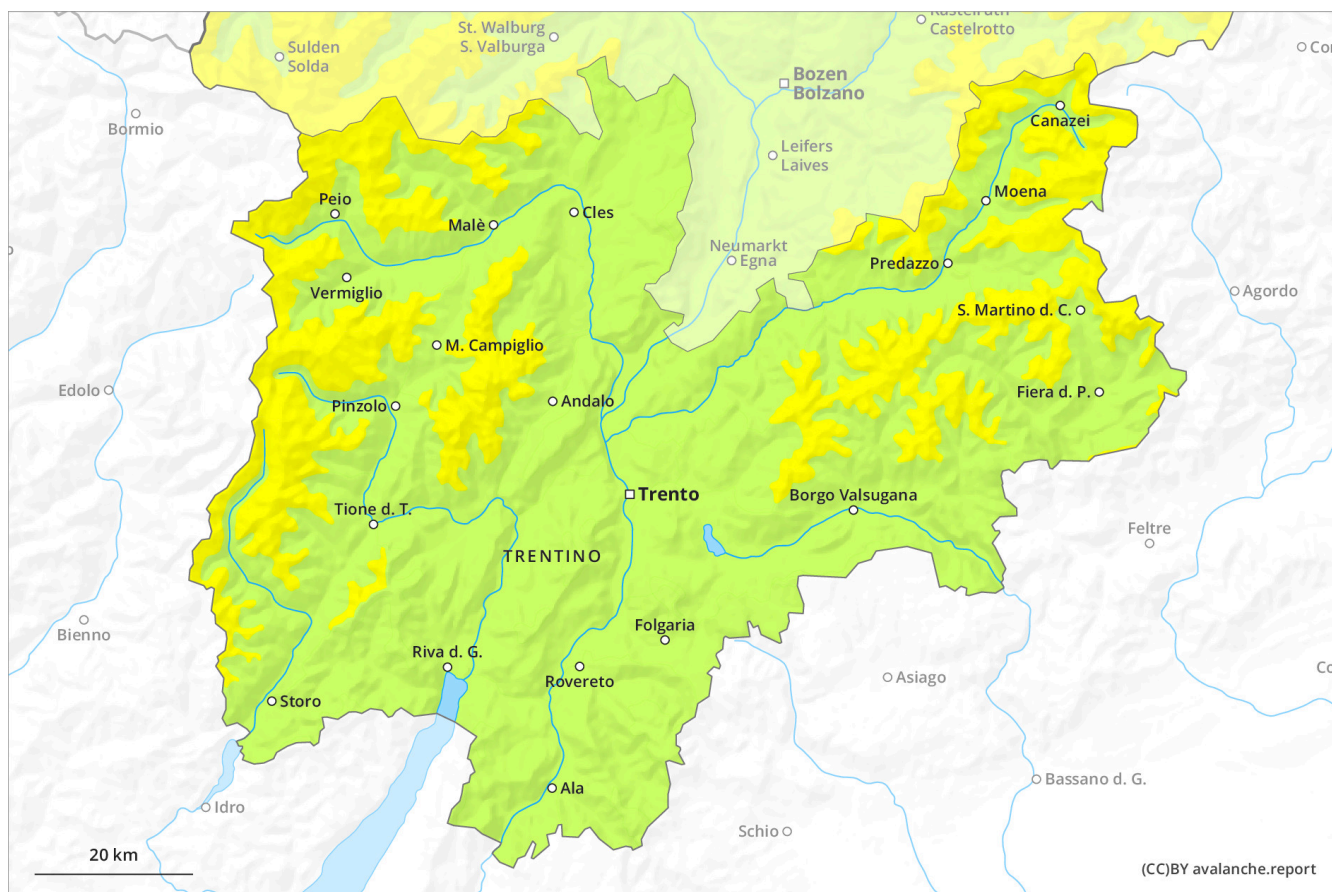 Kastelruth
Castelrotto
St. Walburg
S. Valburga
Sulden
Solda
Bozen
Bolzano
Bormio
Canazei
Leifers
Laives
Peio
Malè
Cles
Moena
Neumarkt
Egna
Predazzo
Vermiglio
Agordo
S. Martino d. C.
M. Campiglio
Edolo
Pinzolo
Andalo
Fiera d. P.
Trento
Borgo Valsugana
Tione d. T.
Feltre
TRENTINO
Bienno
Folgaria
Riva d. G.
Rovereto
Asiago
Storo
Bassano d. G.
Ala
Idro
Schio
20 km
(CC)BY avalanche.report